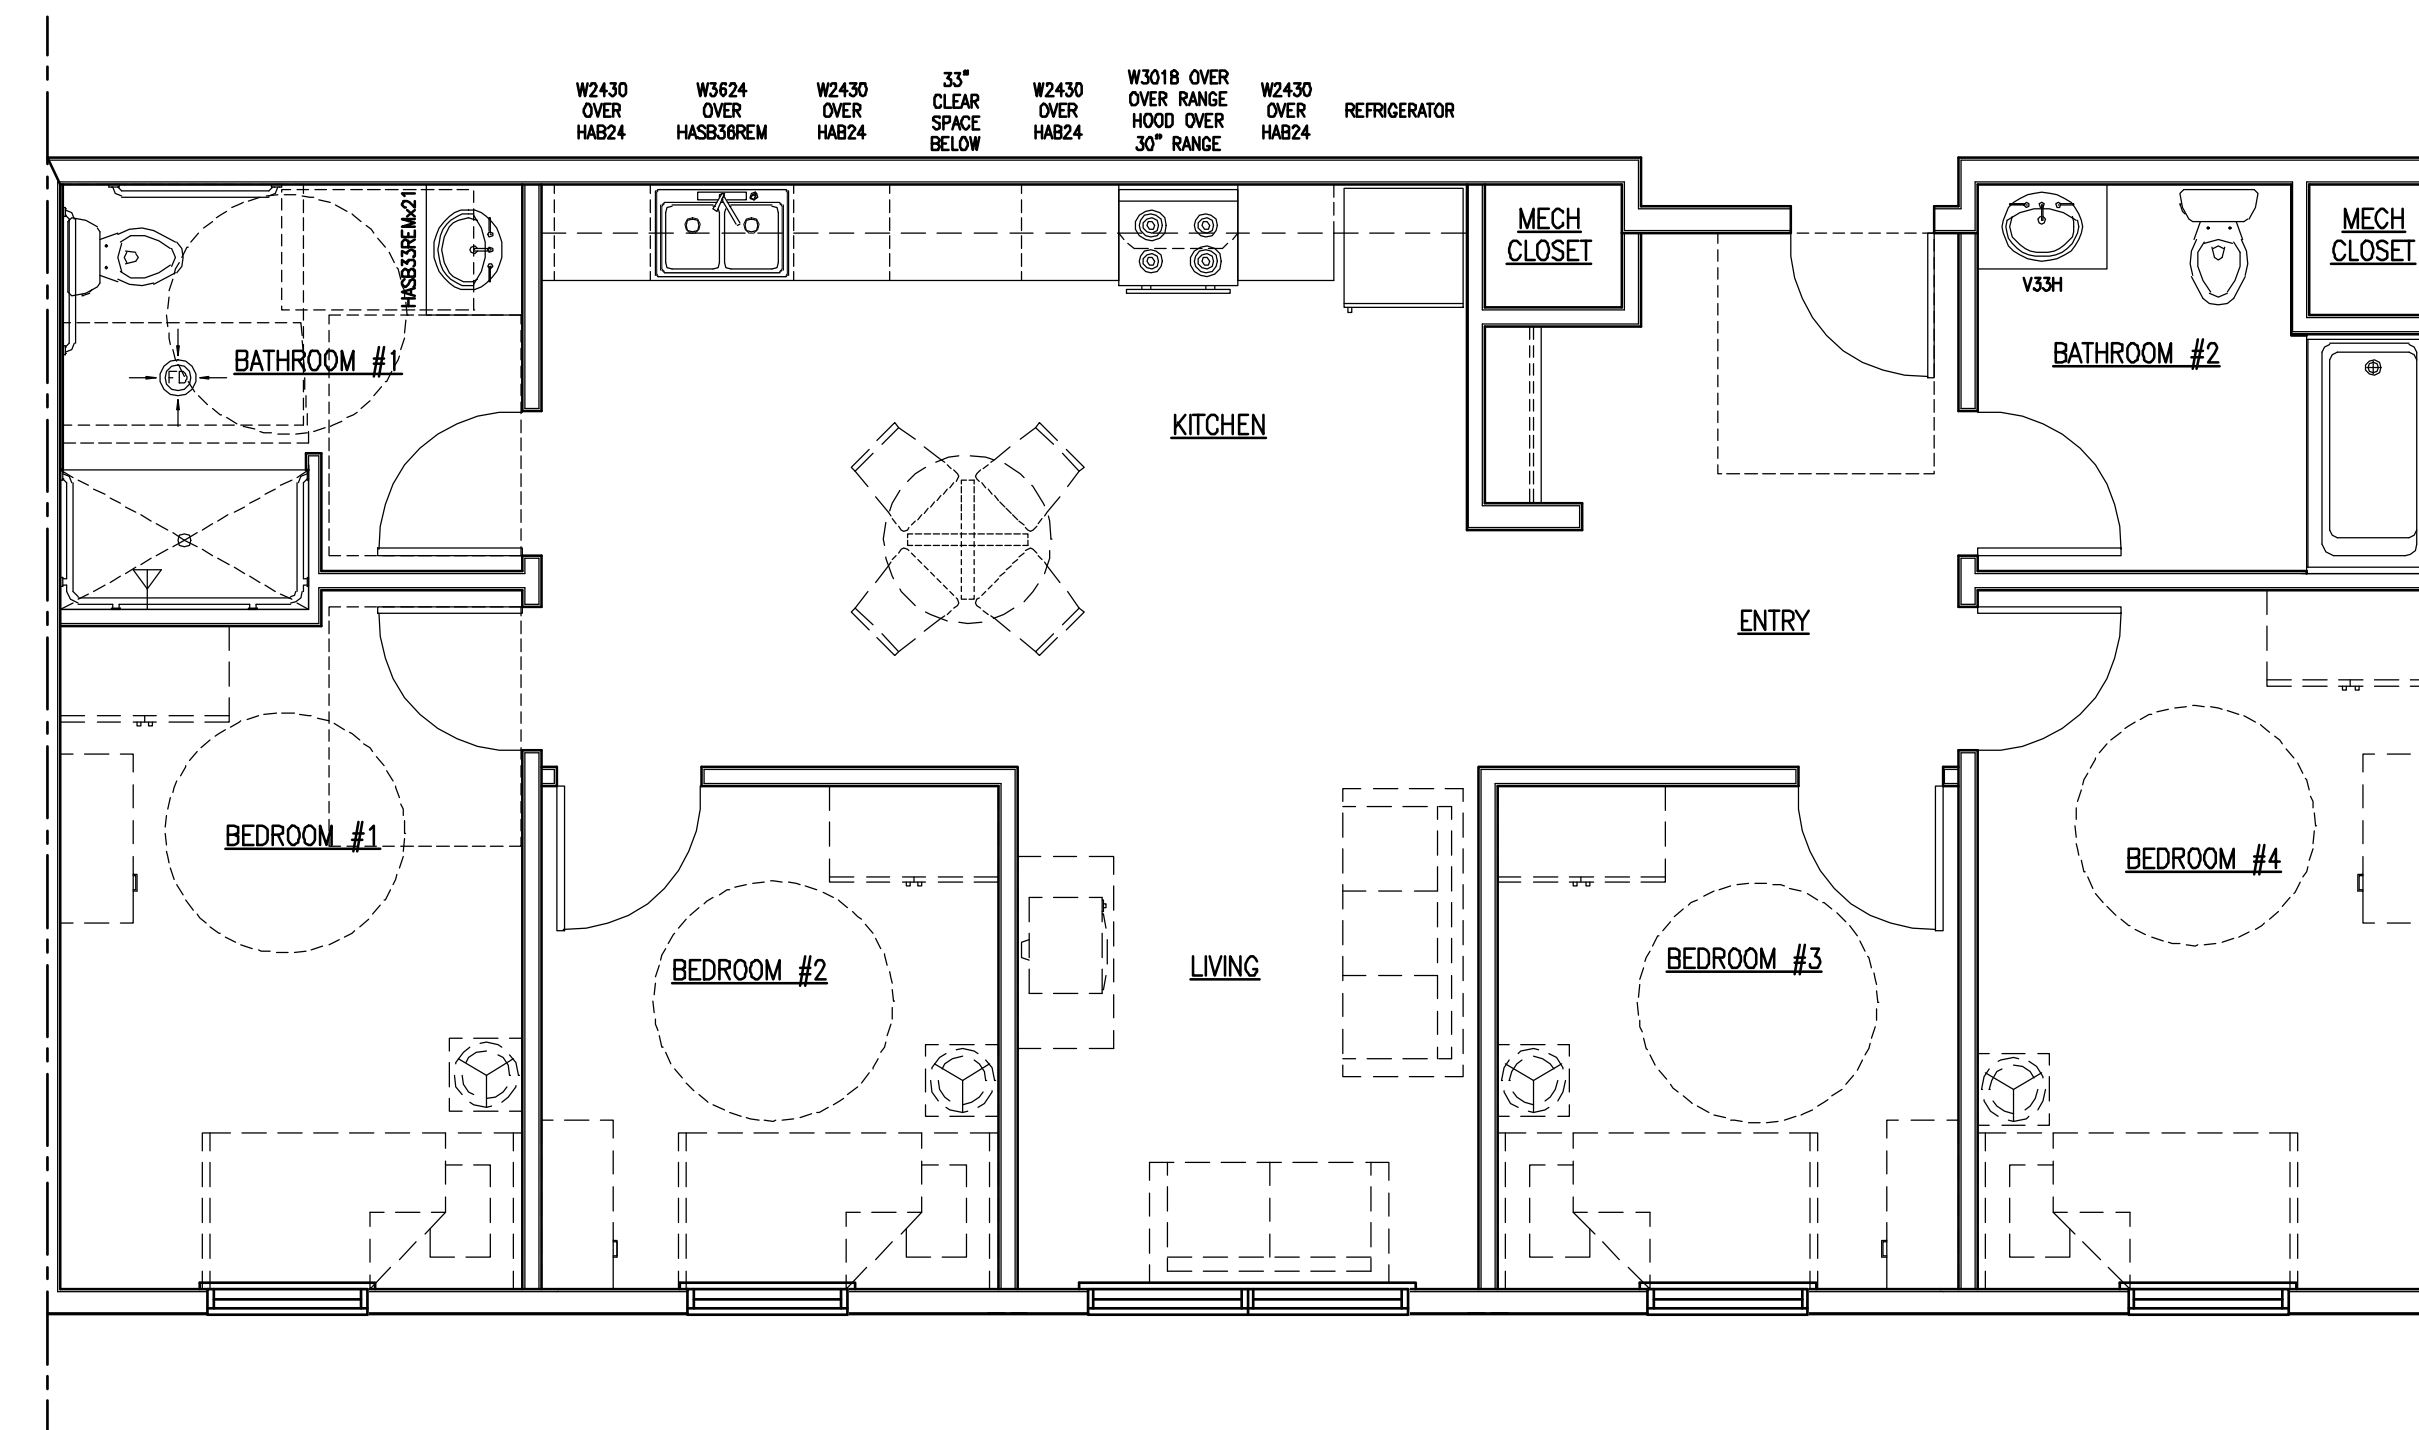 W2430
OVER
HAB24
W3624
OVER
HASB36REM
W2430
OVER
HAB24
33"
CLEAR
SPACE
BELOW
W2430
OVER
HAB24
W3018 OVER
OVER RANGE
HOOD OVER
30" RANGE
W2430
OVER
HAB24
REFRIGERATOR
HASB33REMx21
MECH
CLOSET
V33H
MECH
CLOSET
BATHROOM #1
FD
BATHROOM #2
KITCHEN
ENTRY
BEDROOM #1
BEDROOM #2
LIVING
BEDROOM #3
BEDROOM #4